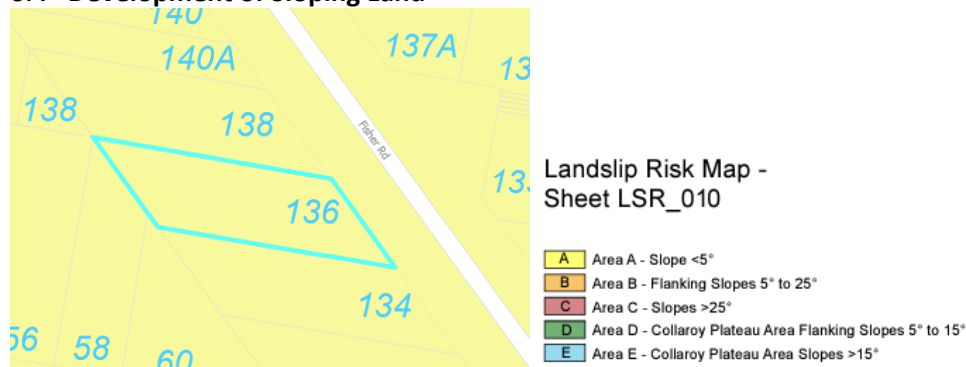 140
140A
137A
13
138
138
Fisher Rd
13
136
134
56
58
60
Landslip Risk Map -
Sheet LSR_010
A Area A - Slope <5°
B Area B - Flanking Slopes 5° to 25°
C Area C - Slopes >25°
D Area D - Collaroy Plateau Area Flanking Slopes 5° to 15°
E Area E - Collaroy Plateau Area Slopes >15°